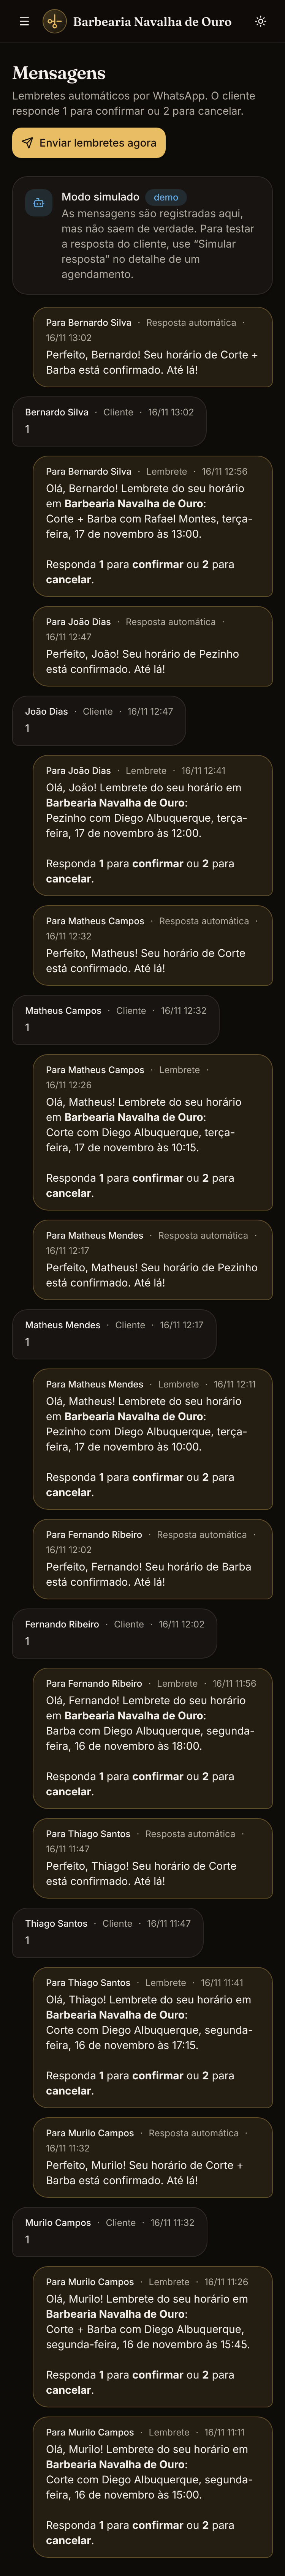 Barbearia Navalha de Ouro
Mensagens
Lembretes automáticos por WhatsApp. O cliente
responde 1 para confirmar ou 2 para cancelar.
Enviar lembretes agora
Modo simulado demo
As mensagens são registradas aqui,
mas não saem de verdade. Para testar
a resposta do cliente, use “Simular
resposta” no detalhe de um
agendamento.
Para Bernardo Silva · Resposta automática ·
16/11 13:02
Perfeito, Bernardo! Seu horário de Corte +
Barba está confirmado. Até lá!
Bernardo Silva · Cliente · 16/11 13:02
1
Para Bernardo Silva · Lembrete · 16/11 12:56
Olá, Bernardo! Lembrete do seu horário
em Barbearia Navalha de Ouro:
Corte + Barba com Rafael Montes, terça-
feira, 17 de novembro às 13:00.
Responda 1 para confirmar ou 2 para
cancelar.
Para João Dias · Resposta automática ·
16/11 12:47
Perfeito, João! Seu horário de Pezinho
está confirmado. Até lá!
João Dias · Cliente · 16/11 12:47
1
Para João Dias · Lembrete · 16/11 12:41
Olá, João! Lembrete do seu horário em
Barbearia Navalha de Ouro:
Pezinho com Diego Albuquerque, terça-
feira, 17 de novembro às 12:00.
Responda 1 para confirmar ou 2 para
cancelar.
Para Matheus Campos · Resposta automática ·
16/11 12:32
Perfeito, Matheus! Seu horário de Corte
está confirmado. Até lá!
Matheus Campos · Cliente · 16/11 12:32
1
Para Matheus Campos · Lembrete ·
16/11 12:26
Olá, Matheus! Lembrete do seu horário
em Barbearia Navalha de Ouro:
Corte com Diego Albuquerque, terça-
feira, 17 de novembro às 10:15.
Responda 1 para confirmar ou 2 para
cancelar.
Para Matheus Mendes · Resposta automática ·
16/11 12:17
Perfeito, Matheus! Seu horário de Pezinho
está confirmado. Até lá!
Matheus Mendes · Cliente · 16/11 12:17
1
Para Matheus Mendes · Lembrete · 16/11 12:11
Olá, Matheus! Lembrete do seu horário
em Barbearia Navalha de Ouro:
Pezinho com Diego Albuquerque, terça-
feira, 17 de novembro às 10:00.
Responda 1 para confirmar ou 2 para
cancelar.
Para Fernando Ribeiro · Resposta automática ·
16/11 12:02
Perfeito, Fernando! Seu horário de Barba
está confirmado. Até lá!
Fernando Ribeiro · Cliente · 16/11 12:02
1
Para Fernando Ribeiro · Lembrete · 16/11 11:56
Olá, Fernando! Lembrete do seu horário
em Barbearia Navalha de Ouro:
Barba com Diego Albuquerque, segunda-
feira, 16 de novembro às 18:00.
Responda 1 para confirmar ou 2 para
cancelar.
Para Thiago Santos · Resposta automática ·
16/11 11:47
Perfeito, Thiago! Seu horário de Corte
está confirmado. Até lá!
Thiago Santos · Cliente · 16/11 11:47
1
Para Thiago Santos · Lembrete · 16/11 11:41
Olá, Thiago! Lembrete do seu horário em
Barbearia Navalha de Ouro:
Corte com Diego Albuquerque, segunda-
feira, 16 de novembro às 17:15.
Responda 1 para confirmar ou 2 para
cancelar.
Para Murilo Campos · Resposta automática ·
16/11 11:32
Perfeito, Murilo! Seu horário de Corte +
Barba está confirmado. Até lá!
Murilo Campos · Cliente · 16/11 11:32
1
Para Murilo Campos · Lembrete · 16/11 11:26
Olá, Murilo! Lembrete do seu horário em
Barbearia Navalha de Ouro:
Corte + Barba com Diego Albuquerque,
segunda-feira, 16 de novembro às 15:45.
Responda 1 para confirmar ou 2 para
cancelar.
Para Murilo Campos · Lembrete · 16/11 11:11
Olá, Murilo! Lembrete do seu horário em
Barbearia Navalha de Ouro:
Corte com Diego Albuquerque, segunda-
feira, 16 de novembro às 15:00.
Responda 1 para confirmar ou 2 para
cancelar.